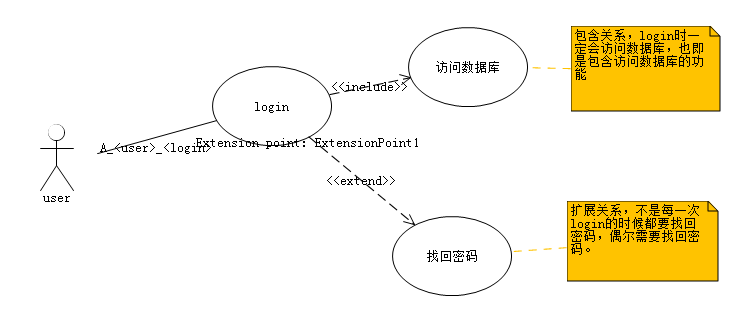 包含关系，login时一
定会访问数据库，也即
是包含访问数据库的功
能
访问数据库
<<include>>
login
Extension point: ExtensionPoint1
A_<user>_<login>
<<extend>>
user
扩展关系，不是每一次
login的时候都要找回
密码，偶尔需要找回密
码。
找回密码